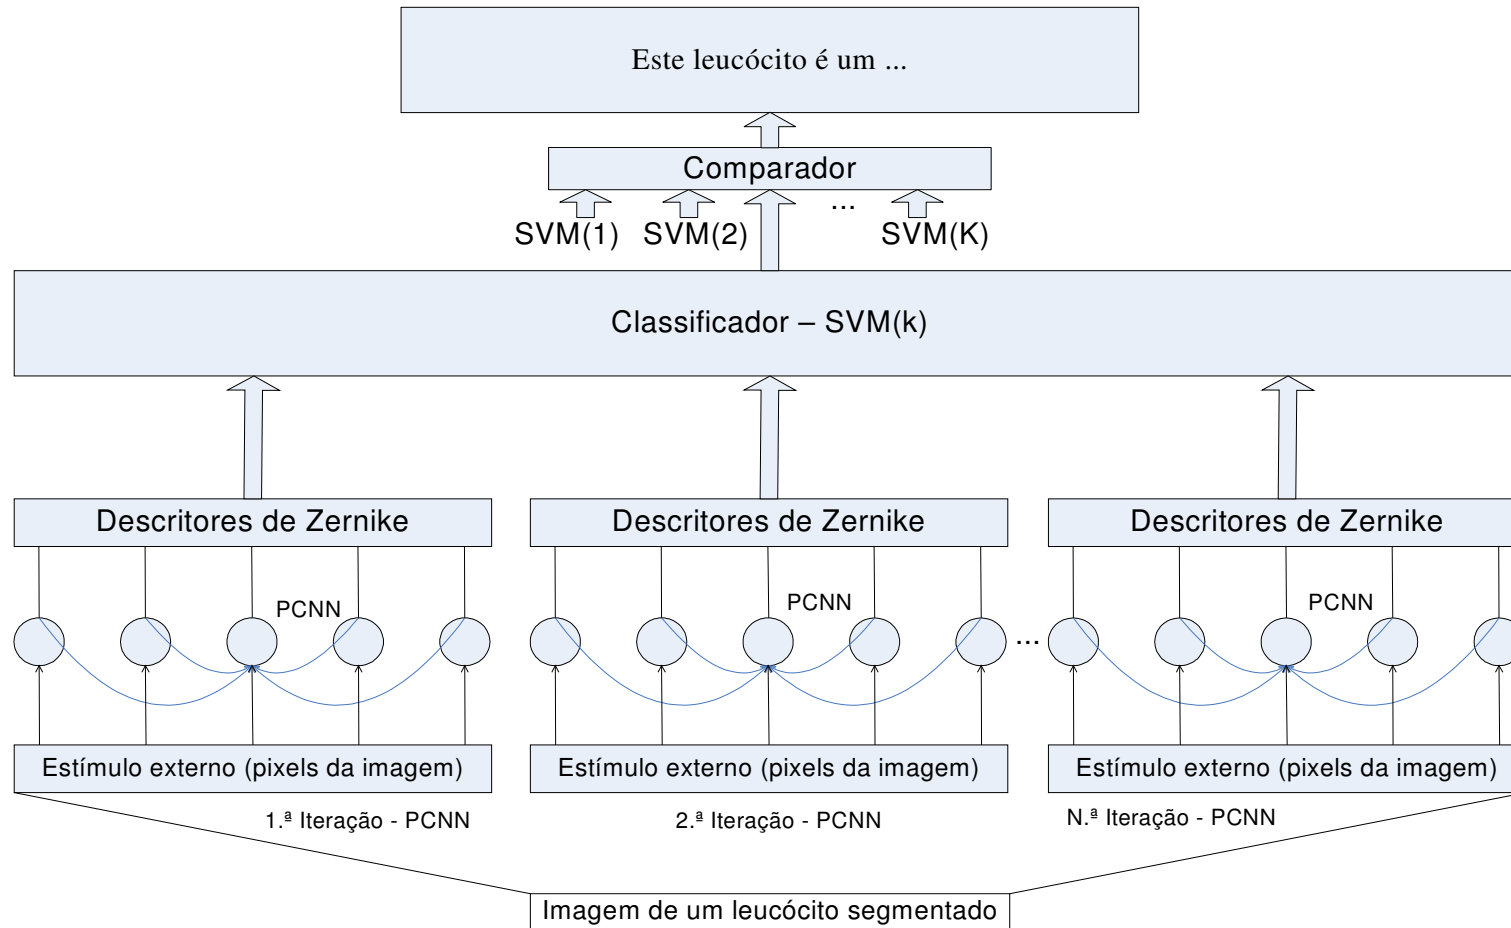 Este leucócito é um ...
Comparador
...
SVM(1) SVM(2) SVM(K)
Classificador – SVM(k)
Descritores de Zernike Descritores de Zernike Descritores de Zernike
PCNN PCNN PCNN
...
Estímulo externo (pixels da imagem) Estímulo externo (pixels da imagem) Estímulo externo (pixels da imagem)
1.ª Iteração - PCNN 2.ª Iteração - PCNN N.ª Iteração - PCNN
Imagem de um leucócito segmentado